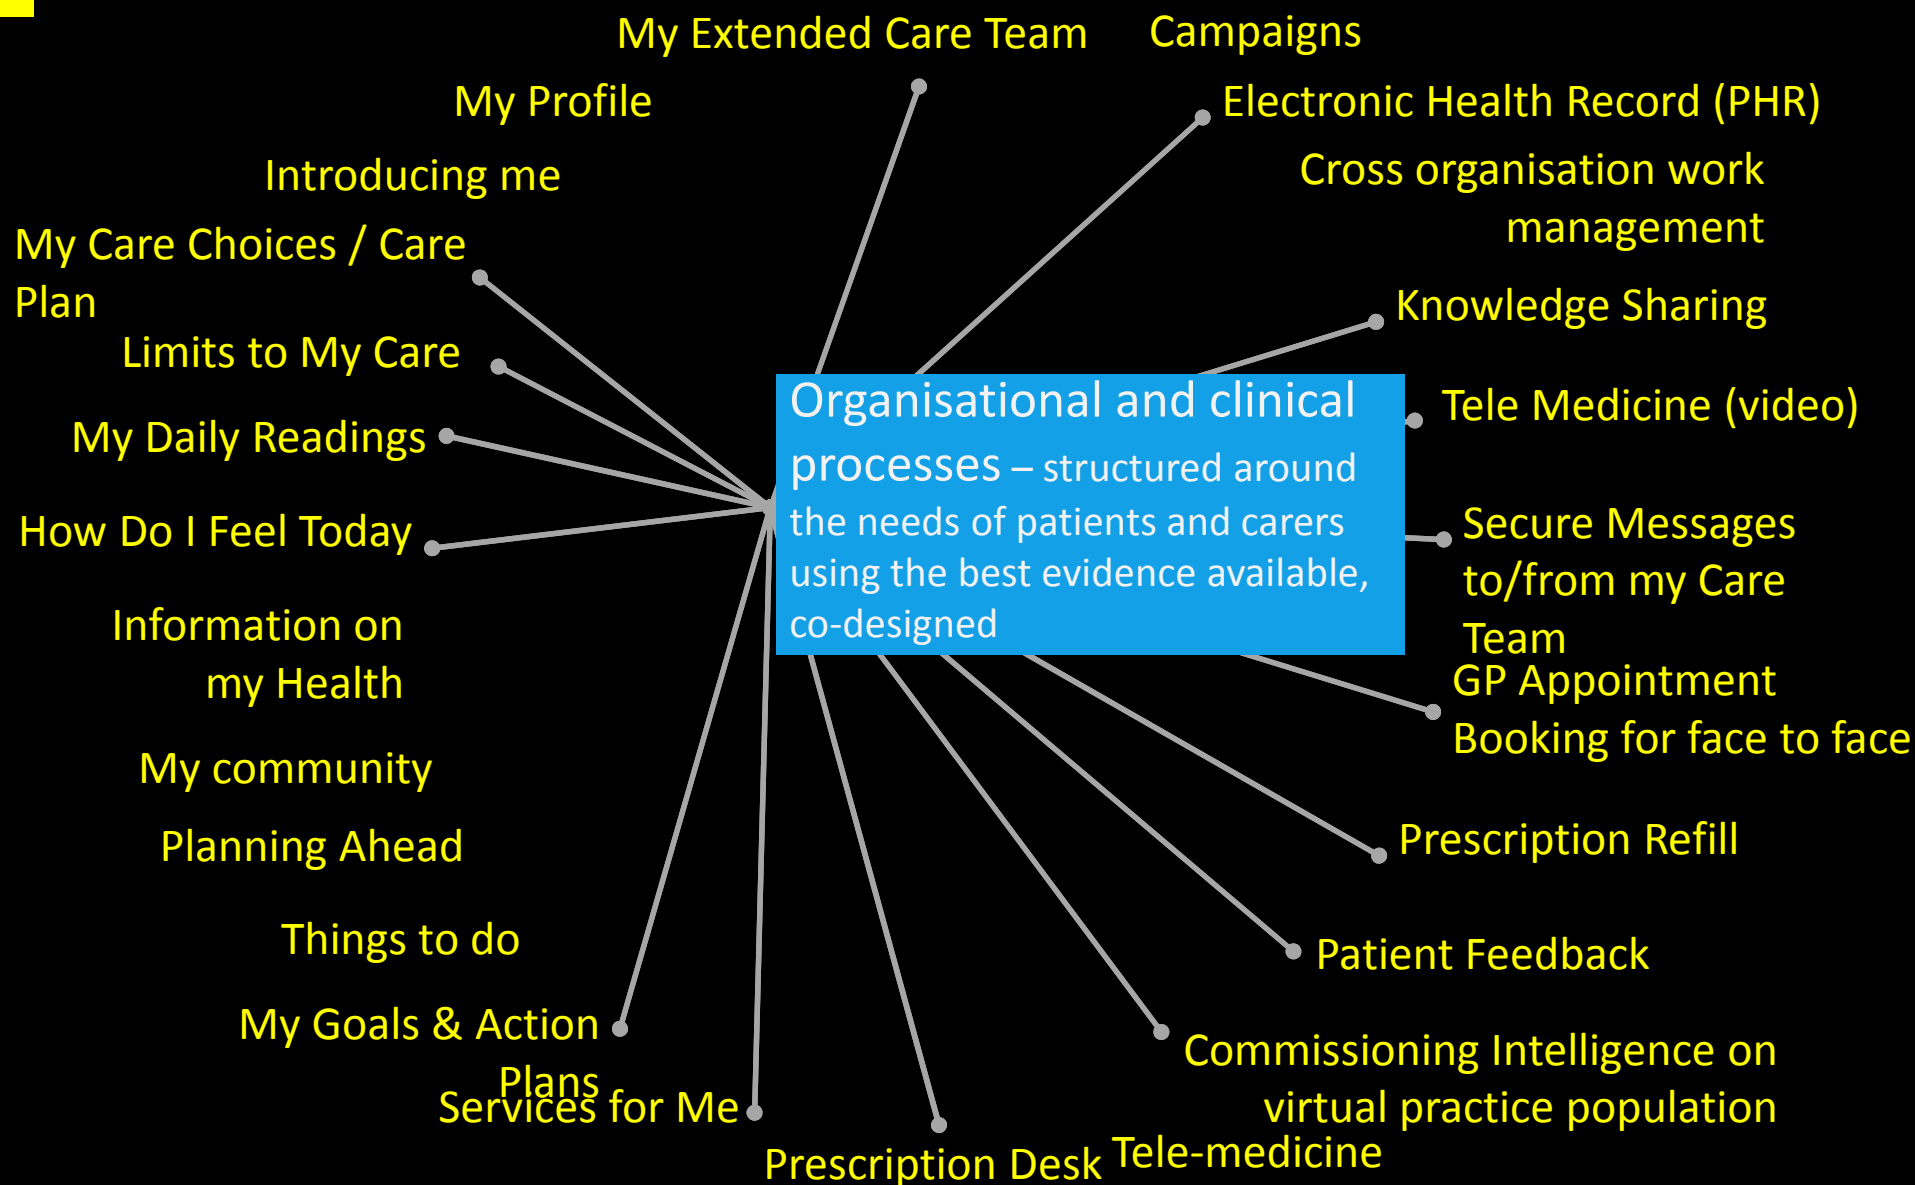 My Extended Care Team
Campaigns
My Profile
Electronic Health Record (PHR)
Introducing me
Cross organisation work
management
My Care Choices / Care
Plan
Knowledge Sharing
Limits to My Care
Tele Medicine (video)
My Daily Readings
Organisational and clinical
processes – structured around
the needs of patients and carers
using the best evidence available,
co-designed
How Do I Feel Today
Secure Messages
to/from my Care
Team
Information on
my Health
GP Appointment
Booking for face to face
My community
Planning Ahead
Prescription Refill
Things to do
Patient Feedback
My Goals & Action
Plans
Commissioning Intelligence on
virtual practice population
Services for Me
Prescription Desk
Tele-medicine